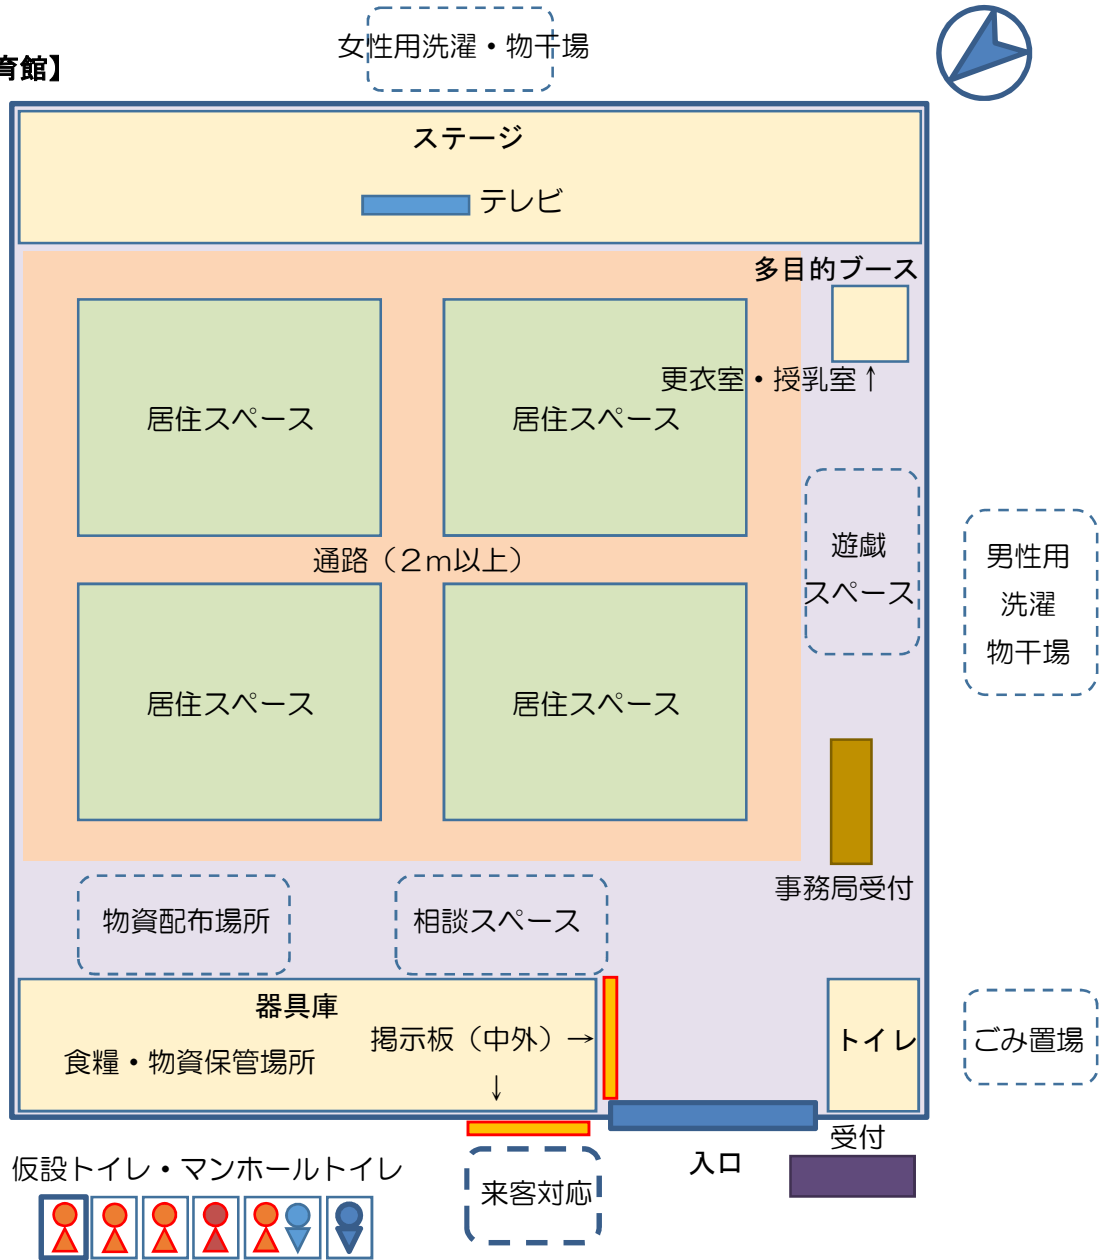 女性用洗濯・物干場
育館】
ステージ
テレビ
多目的ブース
更衣室・授乳室↑
居住スペース
居住スペース
通路（２ｍ以上）
遊戯
スペース
男性用
洗濯
物干場
居住スペース
居住スペース
事務局受付
物資配布場所
相談スペース
器具庫
掲示板（中外）→
↓
食糧・物資保管場所
トイレ
ごみ置場
受付
入口
仮設トイレ・マンホールトイレ
来客対応